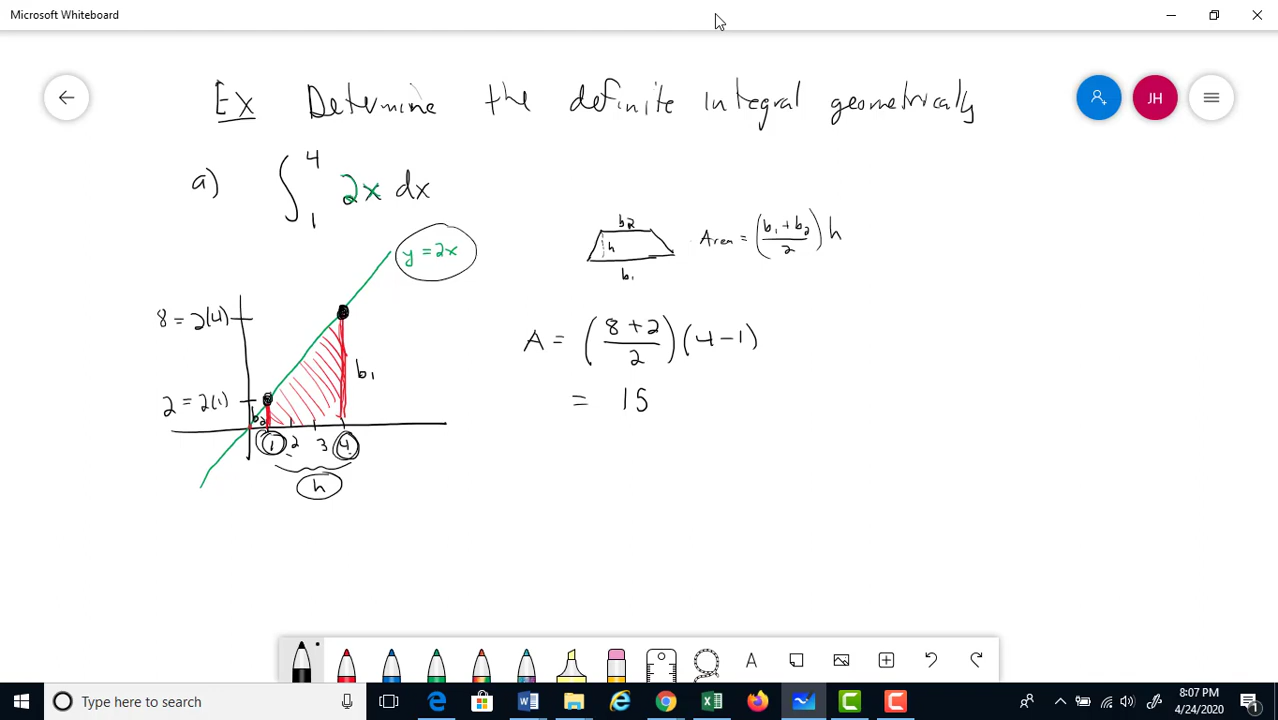 Microsoft Whiteboard
Ex Determine the definite integral geometrically
JH
a) ∫₁⁴ 2x dx
b2
h
b1
Area = ((b1 + b2)/2) h
y = 2x
8 = 2(4)
b1
2 = 2(1)
b2
1 2 3 4
h
A = ((8+2)/2)(4-1)
= 15
A
Type here to search
8:07 PM
4/24/2020
1